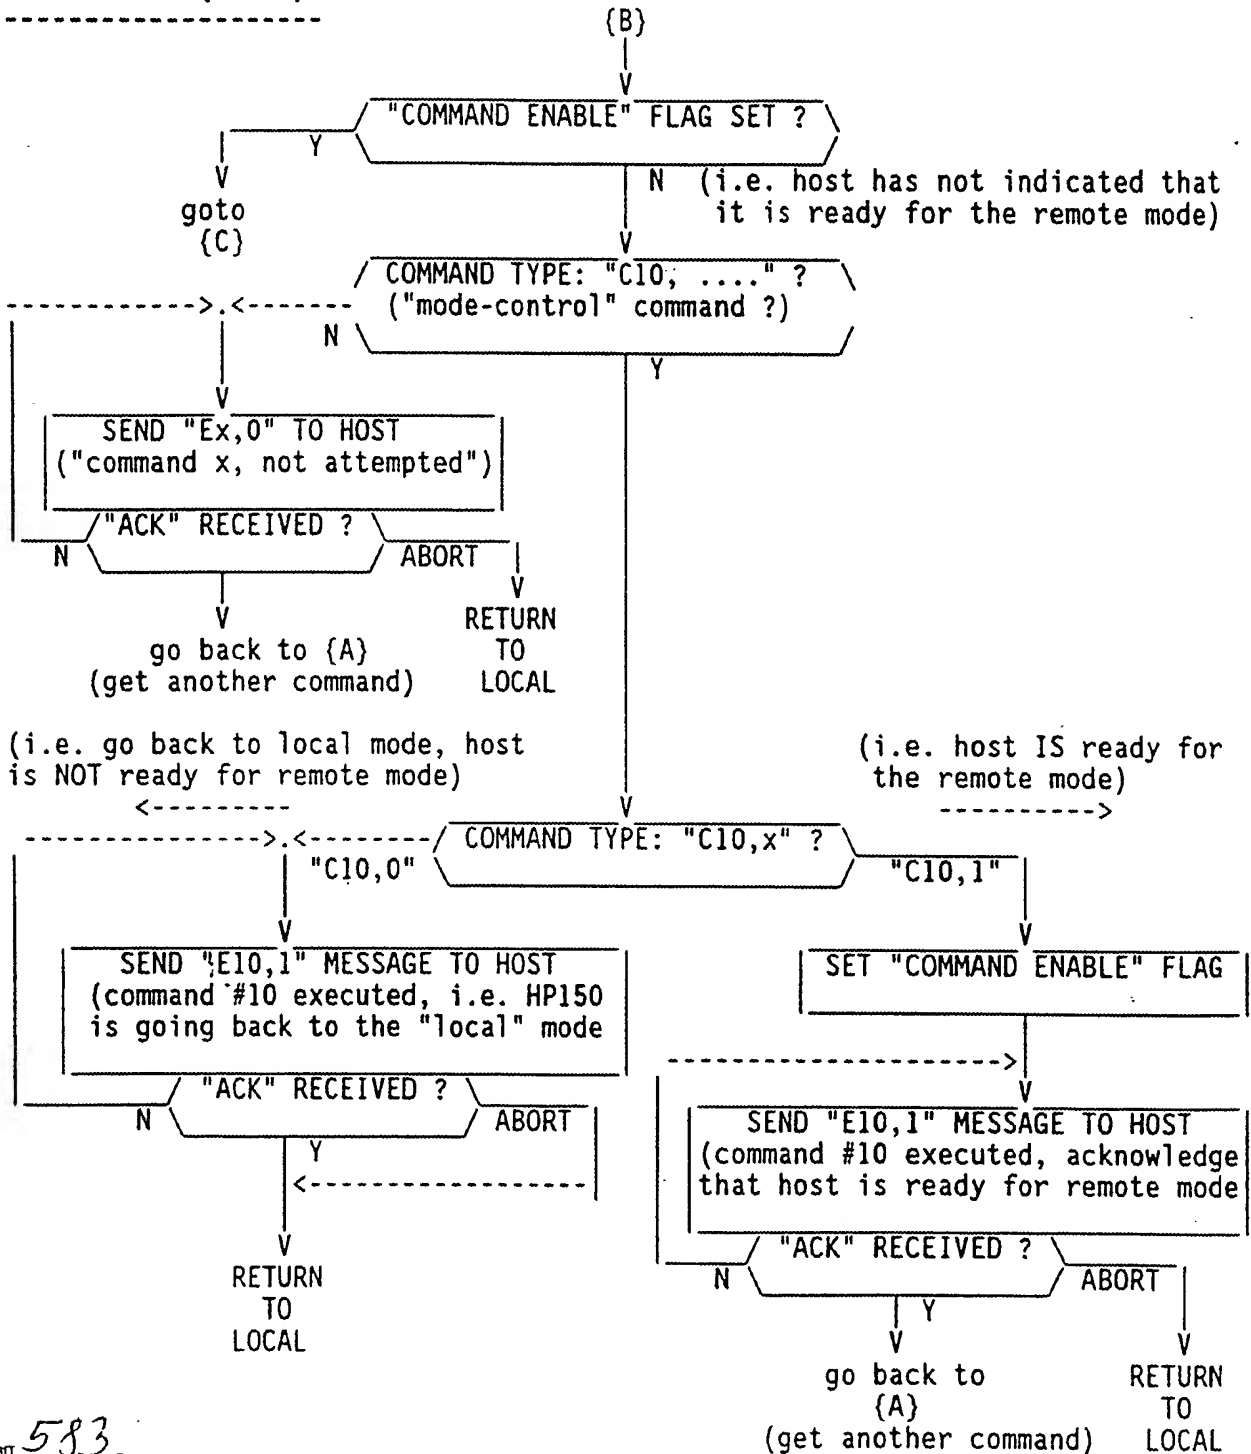 {B}
"COMMAND ENABLE" FLAG SET ?
Y
N (i.e. host has not indicated that
it is ready for the remote mode)
goto
{C}
COMMAND TYPE: "C10, ...." ?
("mode-control" command ?)
N
Y
SEND "Ex,0" TO HOST
("command x, not attempted")
"ACK" RECEIVED ?
N
ABORT
go back to {A}
(get another command)
RETURN
TO
LOCAL
(i.e. go back to local mode, host
is NOT ready for remote mode)
(i.e. host IS ready for
the remote mode)
COMMAND TYPE: "C10,x" ?
"C10,0"
"C10,1"
SEND "E10,1" MESSAGE TO HOST
(command #10 executed, i.e. HP150
is going back to the "local" mode
"ACK" RECEIVED ?
N
ABORT
Y
RETURN
TO
LOCAL
SET "COMMAND ENABLE" FLAG
SEND "E10,1" MESSAGE TO HOST
(command #10 executed, acknowledge
that host is ready for remote mode
"ACK" RECEIVED ?
N
ABORT
Y
go back to
{A}
(get another command)
RETURN
TO
LOCAL
583